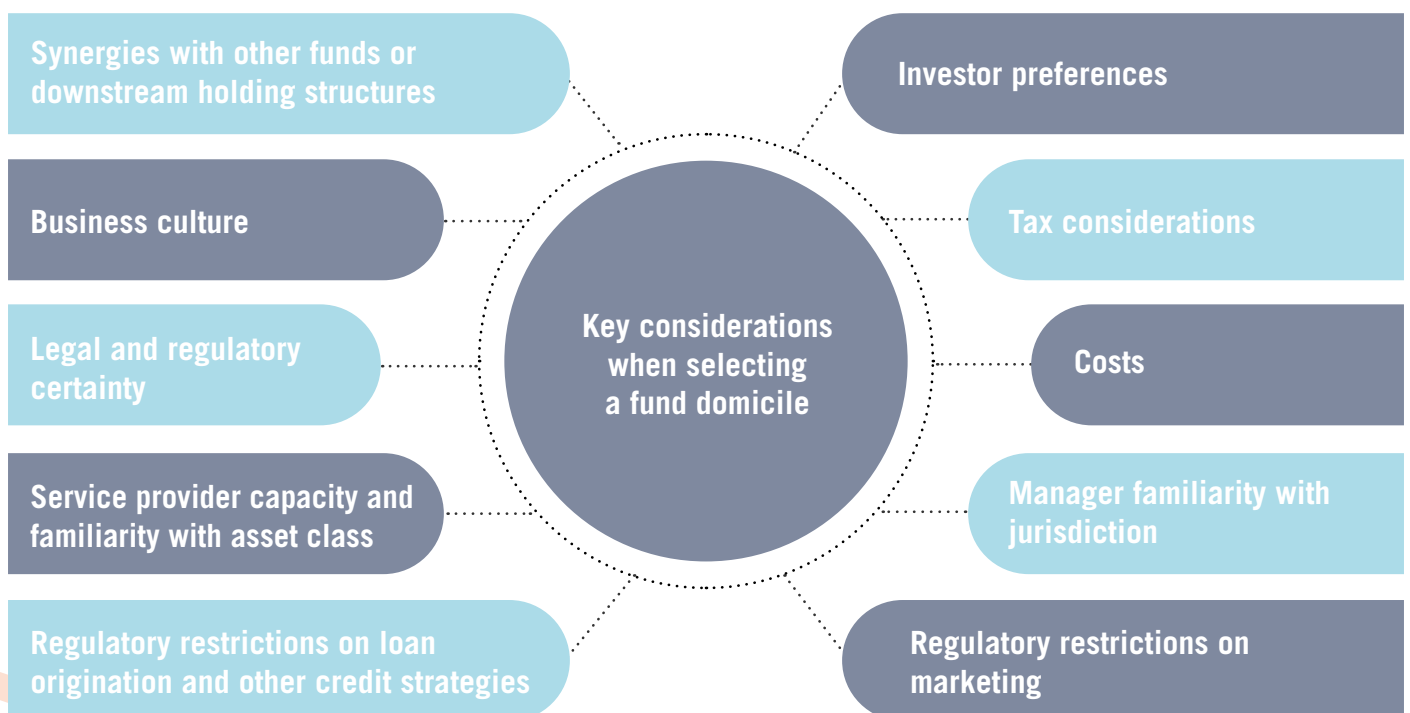 Synergies with other funds or
downstream holding structures
Business culture
Legal and regulatory
certainty
Service provider capacity and
familiarity with asset class
Regulatory restrictions on loan
origination and other credit strategies
Key considerations
when selecting
a fund domicile
Investor preferences
Tax considerations
Costs
Manager familiarity with
jurisdiction
Regulatory restrictions on
marketing